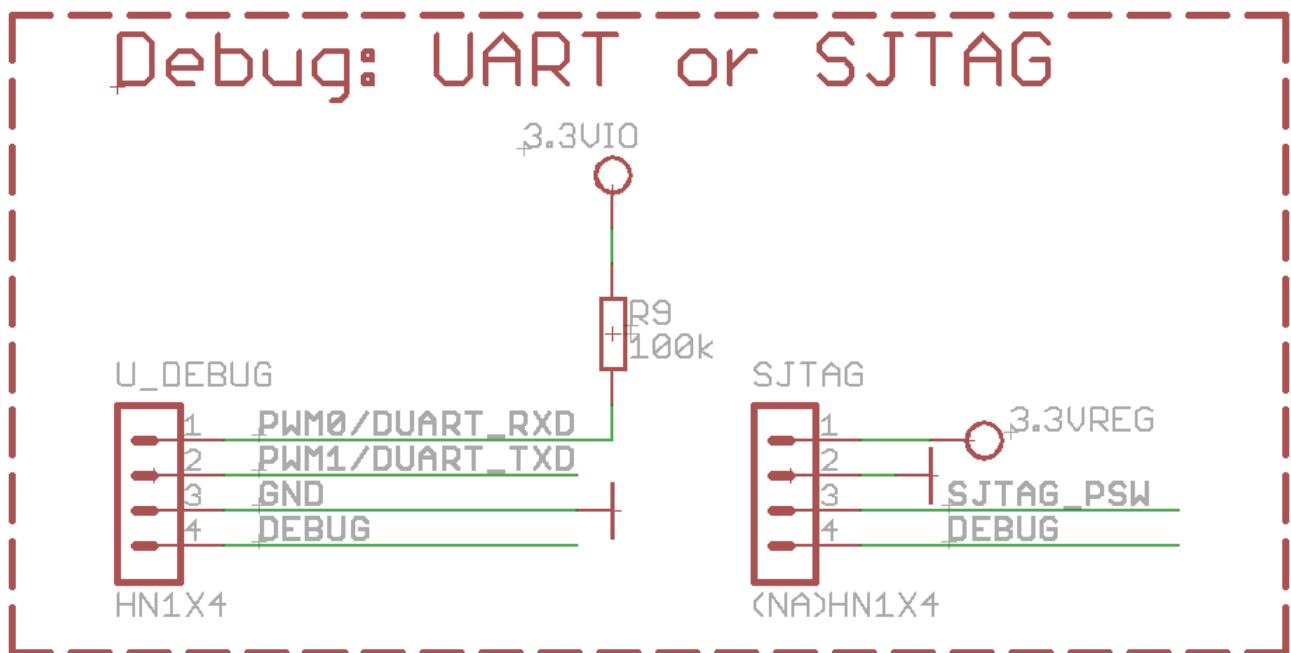 Debug: UART or SJTAG
3.3VIO
R9
100k
U_DEBUG
1 PWM0/DUART_RXD
2 PWM1/DUART_TXD
3 GND
4 DEBUG
HN1X4
SJTAG
1 3.3VREG
2
3 SJTAG_PSW
4 DEBUG
(NA)HN1X4